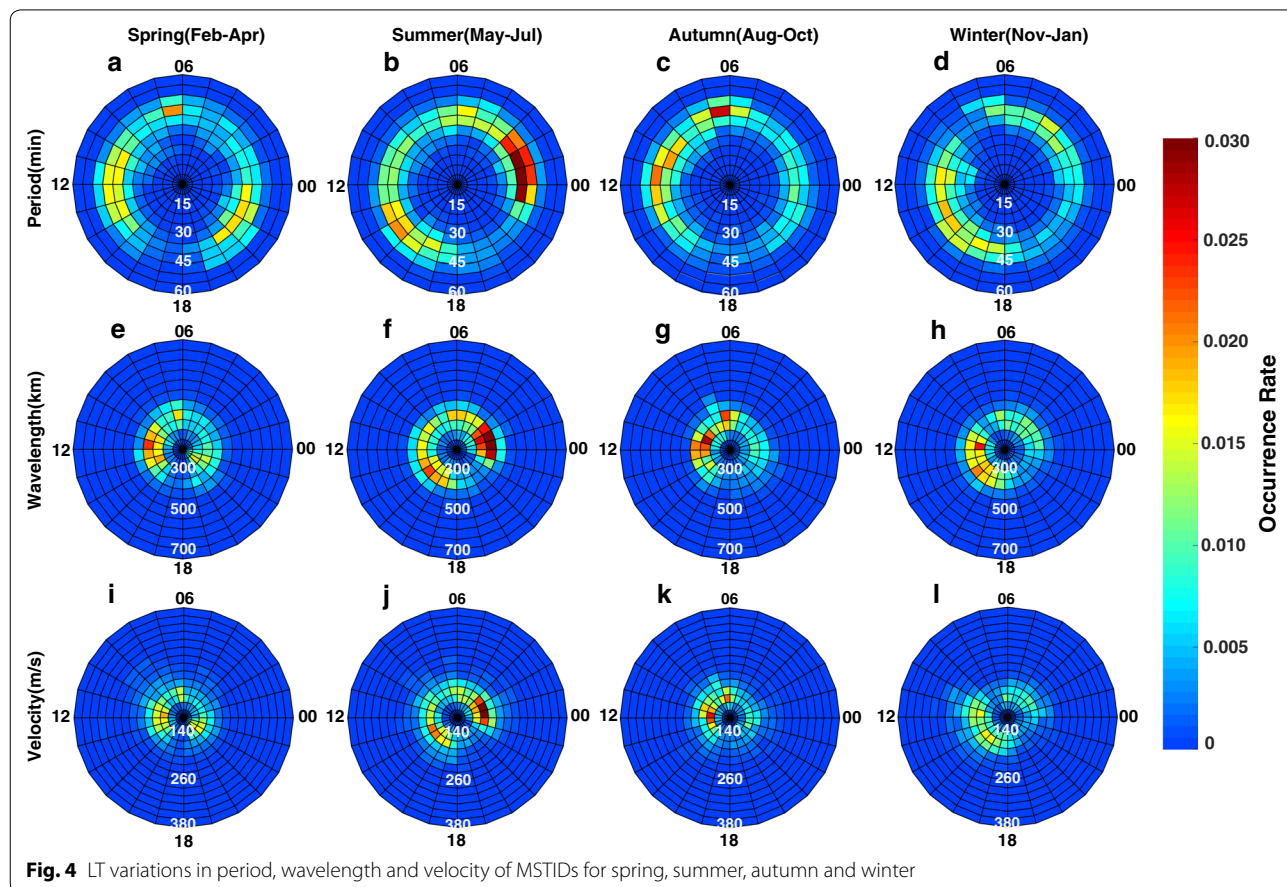 Spring(Feb-Apr) Summer(May-Jul) Autumn(Aug-Oct) Winter(Nov-Jan)
a b c d
06 06 06 06
Period(min)
12 00 12 00 12 00 12 00
15 15 15 15
30 30 30 30
45 45 45 45
60 60 60 60
18 18 18 18
e f g h
06 06 06 06
Wavelength(km)
12 00 12 00 12 00 12 00
300 300 300 300
500 500 500 500
700 700 700 700
18 18 18 18
i j k l
06 06 06 06
Velocity(m/s)
12 00 12 00 12 00 12 00
140 140 140 140
260 260 260 260
380 380 380 380
18 18 18 18
0.030
0.025
0.020
0.015
0.010
0.005
0
Occurrence Rate
Fig. 4 LT variations in period, wavelength and velocity of MSTIDs for spring, summer, autumn and winter